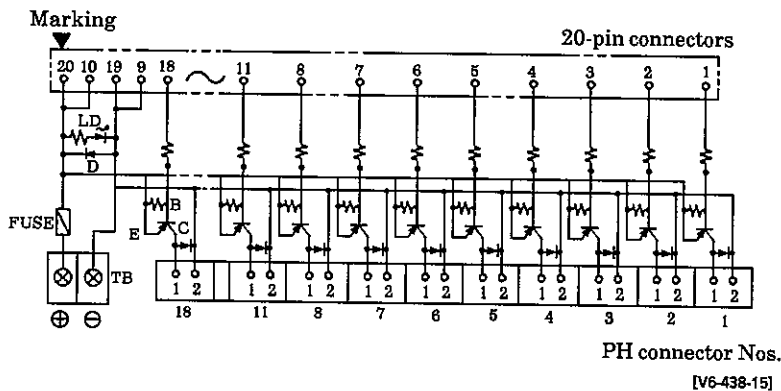 Marking
20-pin connectors
20 10 19 9 18 11 8 7 6 5 4 3 2 1
LD
D
B
FUSE
E
C
TB
1 2 1 2 1 2 1 2 1 2 1 2 1 2 1 2 1 2 1 2
⊕ ⊖
18 11 8 7 6 5 4 3 2 1
PH connector Nos.
[V6-438-15]